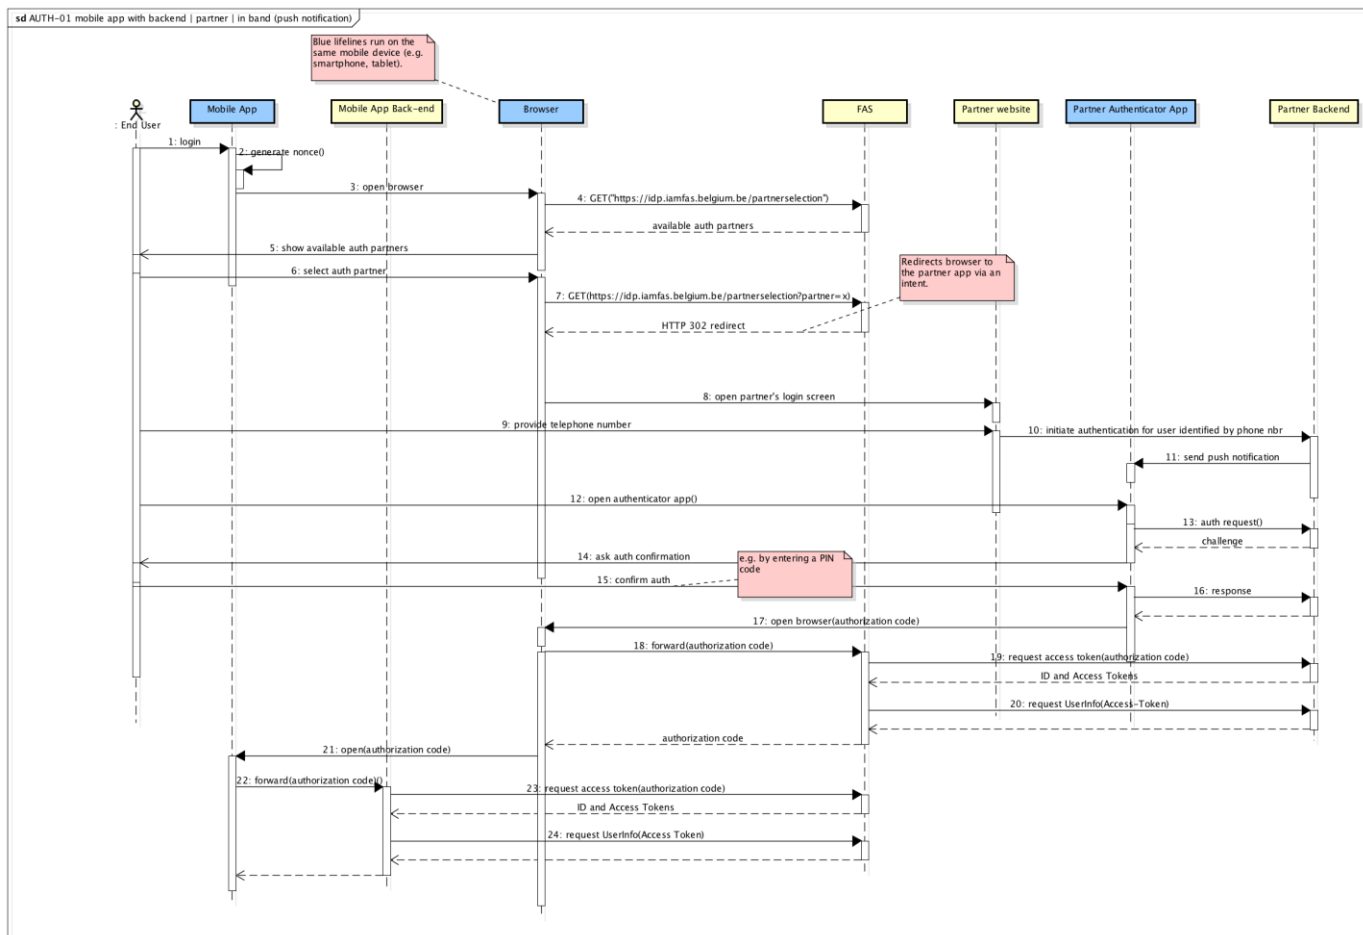 sd AUTH-01 mobile app with backend | partner | in band (push notification)
Blue lifelines run on the
same mobile device (e.g.
smartphone, tablet).
: End User
Mobile App
Mobile App Back-end
Browser
FAS
Partner website
Partner Authenticator App
Partner Backend
1: login
2: generate nonce()
3: open browser
4: GET("https://idp.iamfas.belgium.be/partnerselection")
available auth partners
5: show available auth partners
6: select auth partner
Redirects browser to
the partner app via an
intent.
7: GET(https://idp.iamfas.belgium.be/partnerselection?partner=x)
HTTP 302 redirect
8: open partner's login screen
9: provide telephone number
10: initiate authentication for user identified by phone nbr
11: send push notification
12: open authenticator app()
13: auth request()
challenge
14: ask auth confirmation
e.g. by entering a PIN
code
15: confirm auth
16: response
17: open browser(authorization code)
18: forward(authorization code)
19: request access token(authorization code)
ID and Access Tokens
20: request UserInfo(Access-Token)
authorization code
21: open(authorization code)
22: forward(authorization code)()
23: request access token(authorization code)
ID and Access Tokens
24: request UserInfo(Access Token)